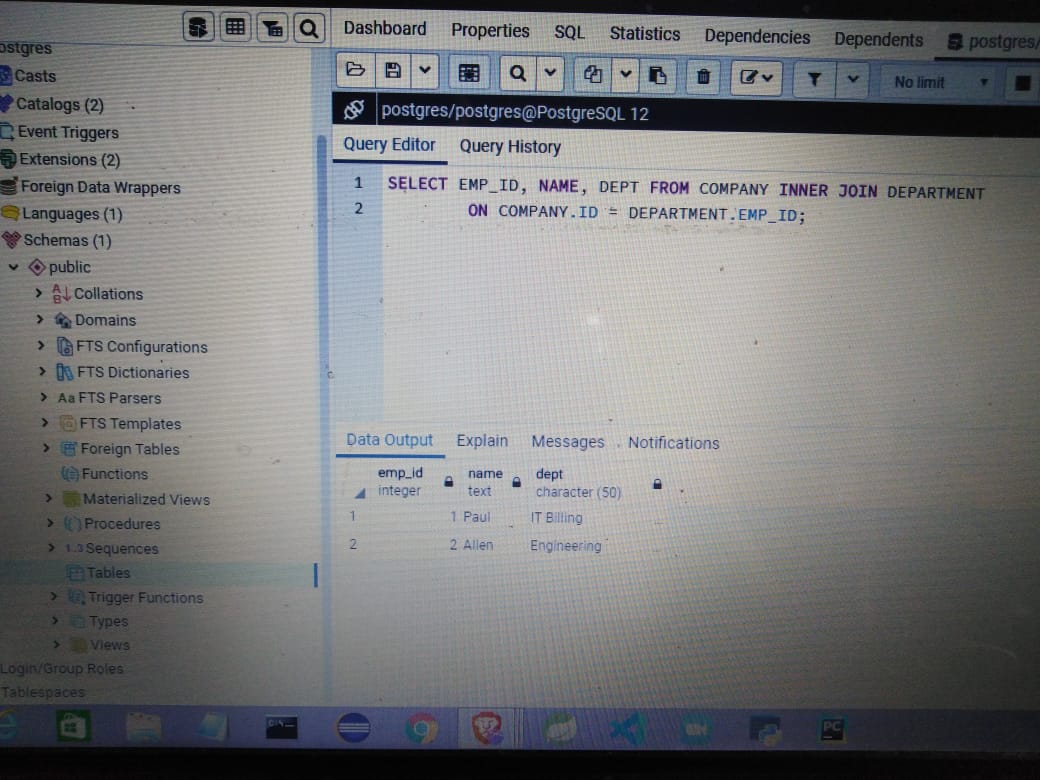 Dashboard Properties SQL Statistics Dependencies Dependents postgres/
No limit
postgres/postgres@PostgreSQL 12
Query Editor Query History
1 SELECT EMP_ID, NAME, DEPT FROM COMPANY INNER JOIN DEPARTMENT
2 ON COMPANY.ID = DEPARTMENT.EMP_ID;
Data Output Explain Messages Notifications
emp_id name dept
integer text character (50)
1 1 Paul IT Billing
2 2 Allen Engineering
ostgres
Casts
Catalogs (2)
Event Triggers
Extensions (2)
Foreign Data Wrappers
Languages (1)
Schemas (1)
public
Collations
Domains
FTS Configurations
FTS Dictionaries
Aa FTS Parsers
FTS Templates
Foreign Tables
Functions
Materialized Views
Procedures
1..3 Sequences
Tables
Trigger Functions
Types
Views
Login/Group Roles
Tablespaces
PC